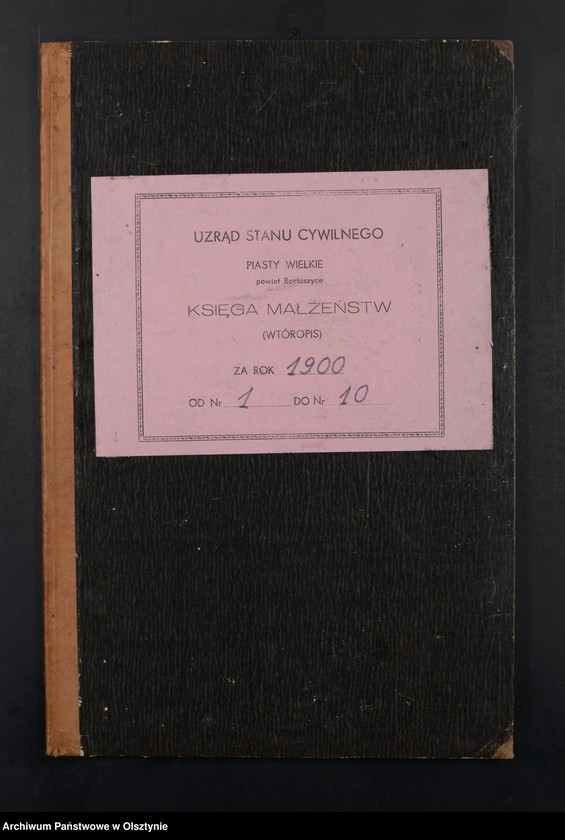 UZRĄD STANU CYWILNEGO
PIASTY WIELKIE
powiat Bartoszyce
KSIĘGA MAŁŻEŃSTW
(WTÓROPIS)
ZA ROK 1900
OD Nr 1 DO Nr 10
Archiwum Państwowe w Olsztynie